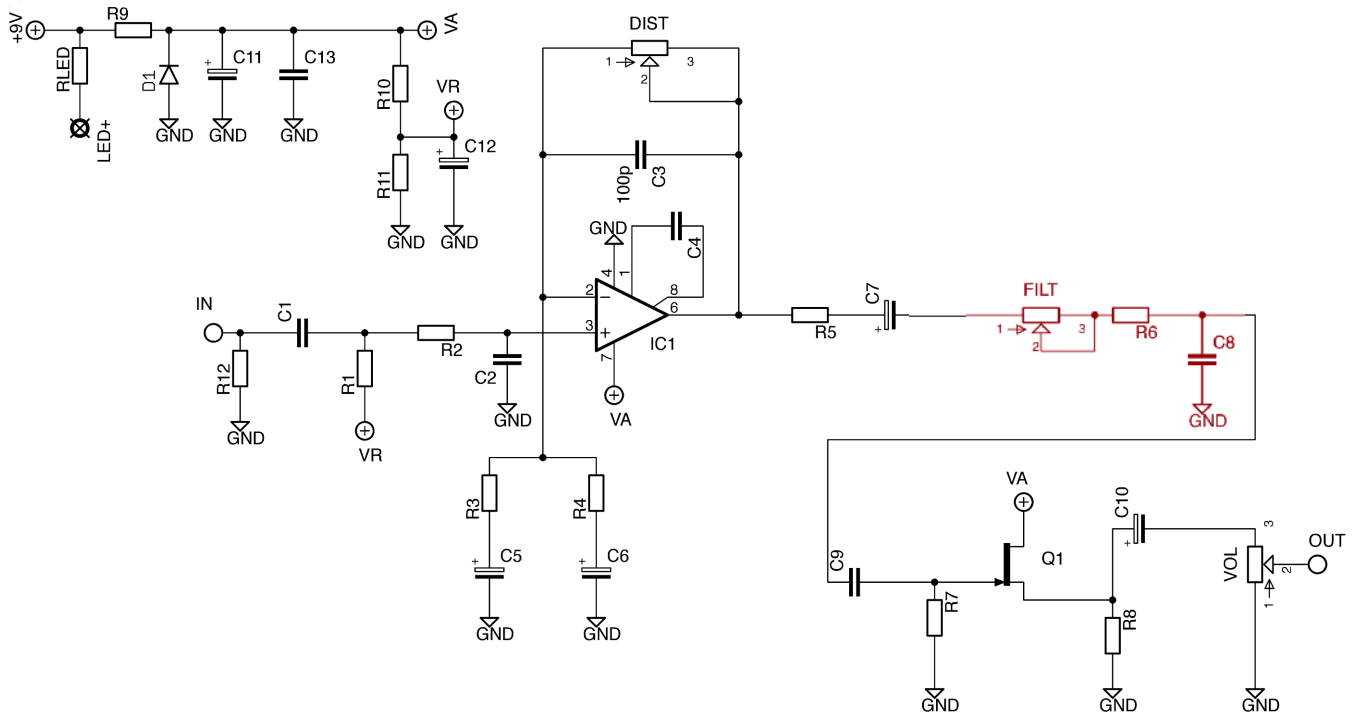 +9V
R9
VA
RLED
LED+
D1
GND
C11
+
GND
C13
GND
R10
VR
R11
C12
+
GND
GND
DIST
1
3
2
100p
C3
GND
C4
4
1
2
8
6
3
7
IC1
VA
IN
C1
R12
GND
R1
VR
R2
C2
GND
R3
R4
C5
+
C6
+
GND
GND
R5
C7
+
FILT
1
3
2
R6
C8
GND
C9
R7
GND
VA
Q1
C10
+
R8
GND
VOL
3
2
1
OUT
GND